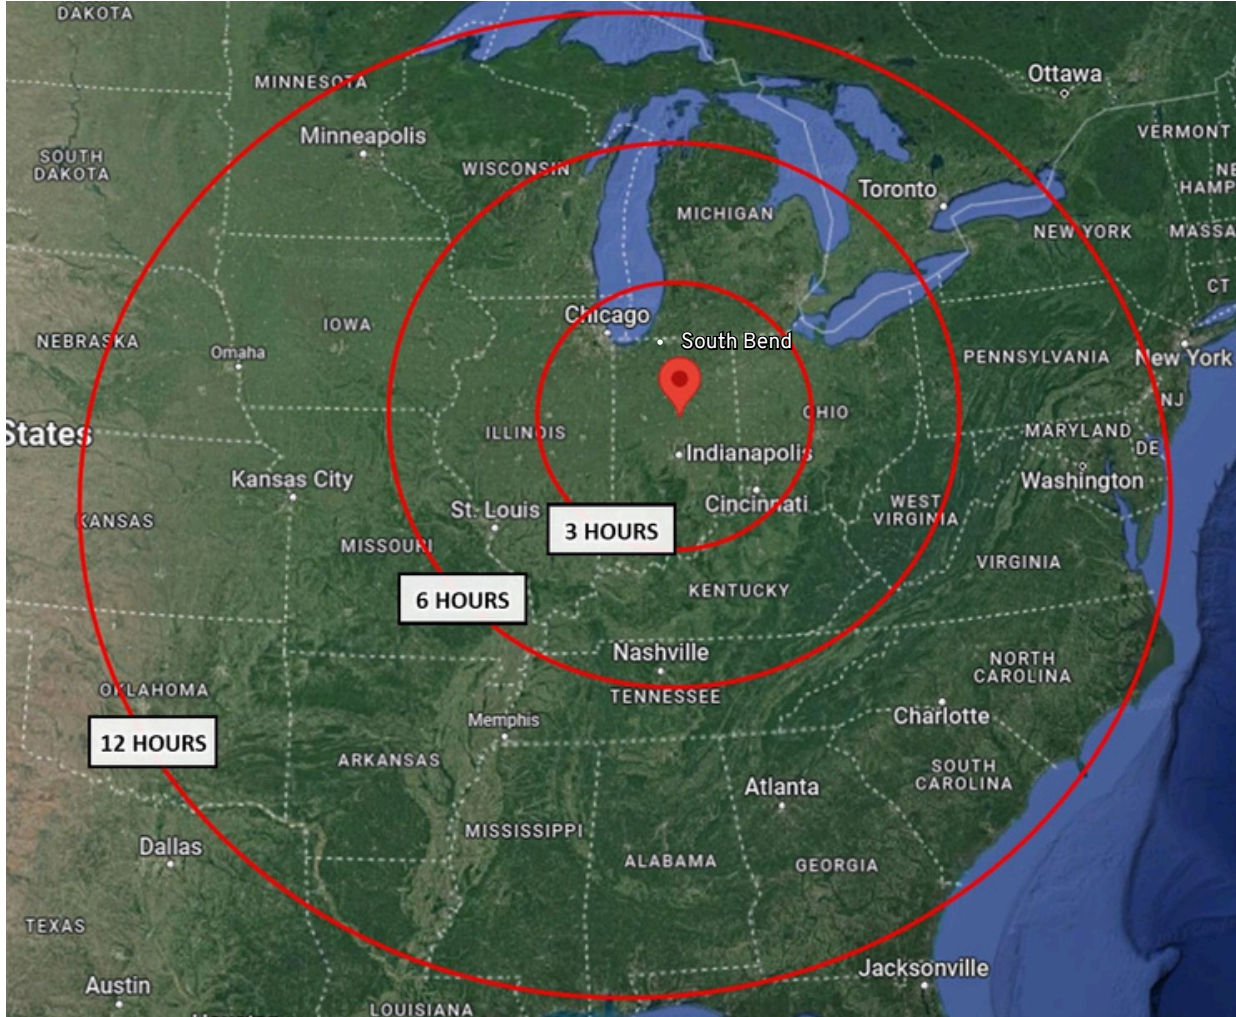 DAKOTA
MINNESOTA
Ottawa
Minneapolis
VERMONT
SOUTH
DAKOTA
WISCONSIN
NE
HAMP
Toronto
MICHIGAN
NEW YORK
MASSA
CT
Chicago
IOWA
NEBRASKA
South Bend
Omaha
PENNSYLVANIA
New York
NJ
OHIO
States
ILLINOIS
MARYLAND
DE
Indianapolis
Kansas City
Washington
St. Louis
Cincinnati
WEST
VIRGINIA
KANSAS
3 HOURS
MISSOURI
VIRGINIA
KENTUCKY
6 HOURS
Nashville
NORTH
CAROLINA
OKLAHOMA
TENNESSEE
Memphis
Charlotte
12 HOURS
ARKANSAS
SOUTH
CAROLINA
Atlanta
MISSISSIPPI
Dallas
ALABAMA
GEORGIA
TEXAS
Jacksonville
Austin
LOUISIANA